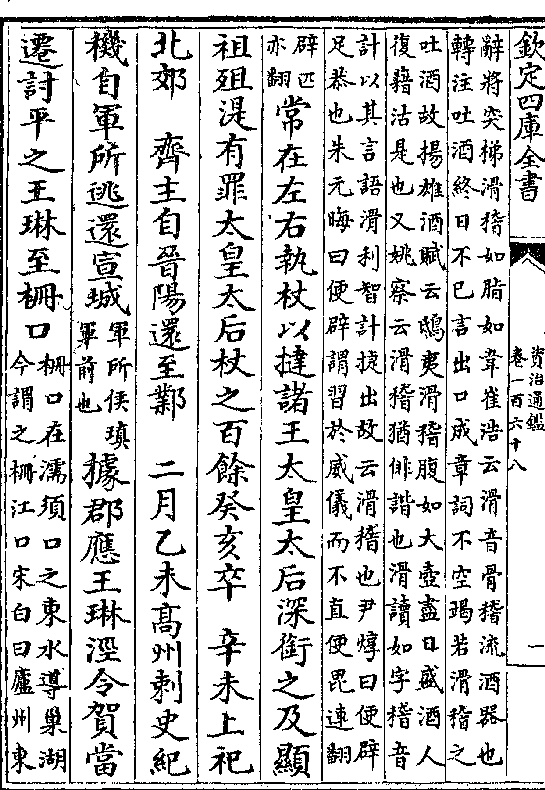 欽定四庫全書
資治通鑑
卷一百六十八
一
辭將突梯滑稽如脂如韋崔浩云滑音骨稽流酒器也
轉注吐酒終日不已言出口成章詞不空竭若滑稽之
吐酒故揚雄酒賦云鴟夷滑稽腹如大壺盡日盛酒人
復藉沽是也又姚察云滑稽猶俳諧也滑讀如字稽音
計以其言語滑利智計捷出故云滑稽也尹焞曰便辟
足恭也朱元晦曰便辟謂習於威儀而不直便毘連翻
辟匹亦翻常在左右執杖以撻諸王太皇太后深銜之及顯
祖殂湜有罪太皇太后杖之百餘癸亥卒 辛未上祀
北郊 齊主自晉陽還至鄴 二月乙未高州刺史紀
機自軍所逃還宣城軍所侯瑱軍前也據郡應王琳涇令賀當
遷討平之王琳至柵口柵口在濡須口之東水導巢湖今謂之柵江口宋白曰廬州東